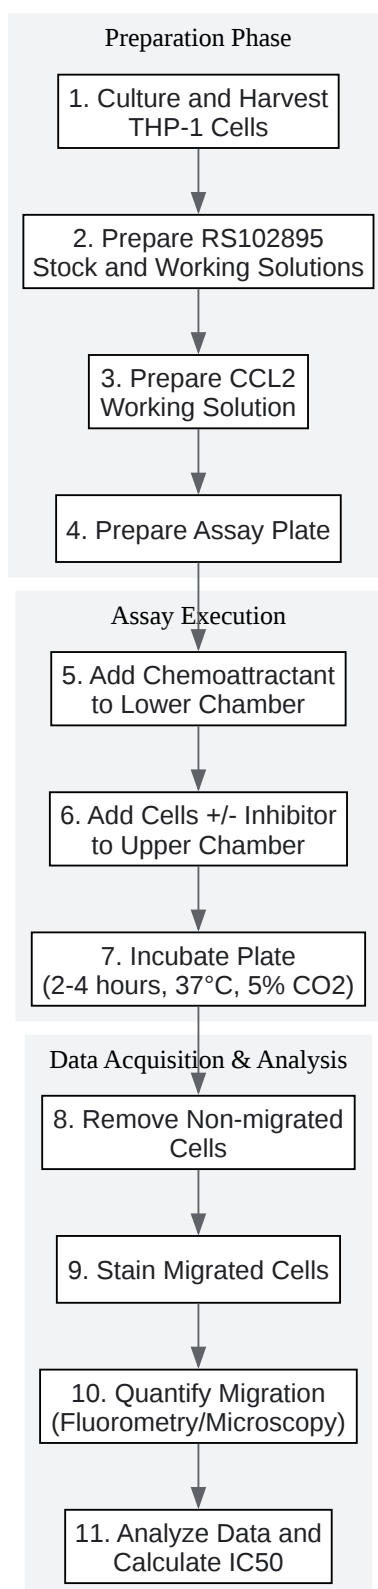 Preparation Phase
1. Culture and Harvest
THP-1 Cells
2. Prepare RS102895
Stock and Working Solutions
3. Prepare CCL2
Working Solution
4. Prepare Assay Plate
Assay Execution
5. Add Chemoattractant
to Lower Chamber
6. Add Cells +/- Inhibitor
to Upper Chamber
7. Incubate Plate
(2-4 hours, 37°C, 5% CO2)
Data Acquisition & Analysis
8. Remove Non-migrated
Cells
9. Stain Migrated Cells
10. Quantify Migration
(Fluorometry/Microscopy)
11. Analyze Data and
Calculate IC50